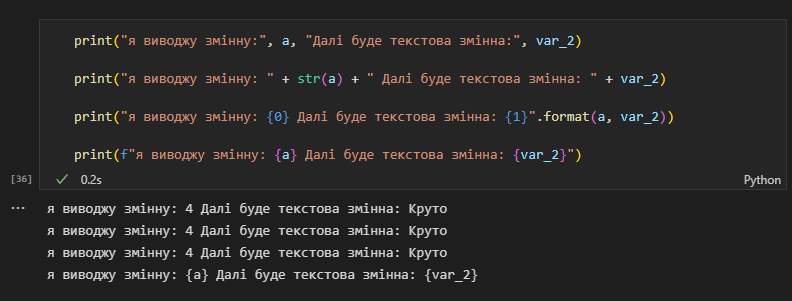 print("я виводжу змінну:", a, "Далі буде текстова змінна:", var_2)
print("я виводжу змінну: " + str(a) + " Далі буде текстова змінна: " + var_2)
print("я виводжу змінну: {0} Далі буде текстова змінна: {1}".format(a, var_2))
print(f"я виводжу змінну: {a} Далі буде текстова змінна: {var_2}")
[36] ✓ 0.2s Python
... я виводжу змінну: 4 Далі буде текстова змінна: Круто
я виводжу змінну: 4 Далі буде текстова змінна: Круто
я виводжу змінну: 4 Далі буде текстова змінна: Круто
я виводжу змінну: {a} Далі буде текстова змінна: {var_2}